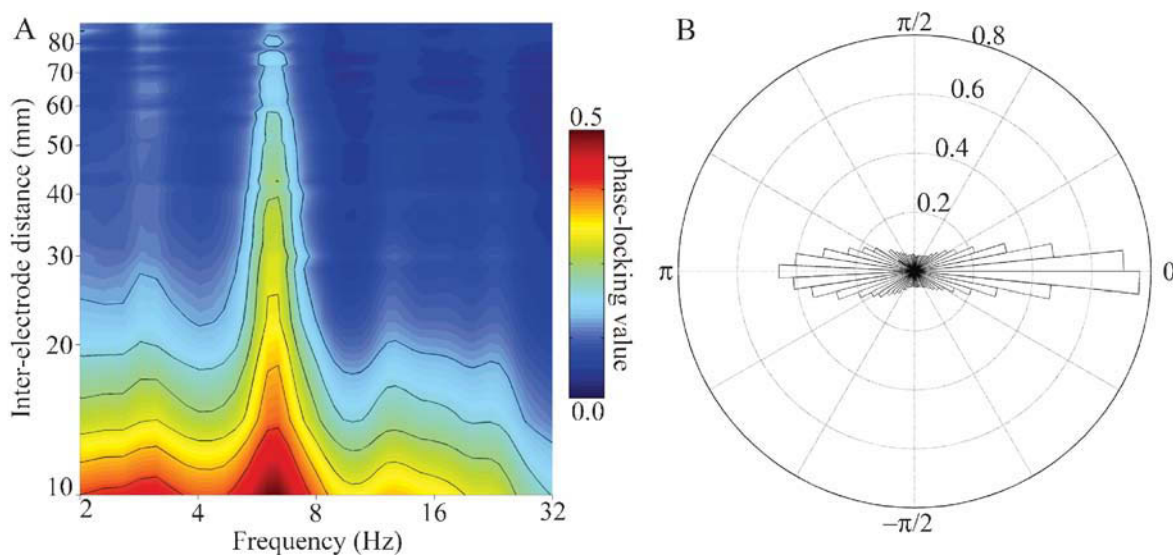 A
80
70
60
50
40
30
20
10
Inter-electrode distance (mm)
2
4
8
16
32
Frequency (Hz)
0.5
phase-locking value
0.0
B
π/2
0.8
0.6
0.4
0.2
π
0
−π/2